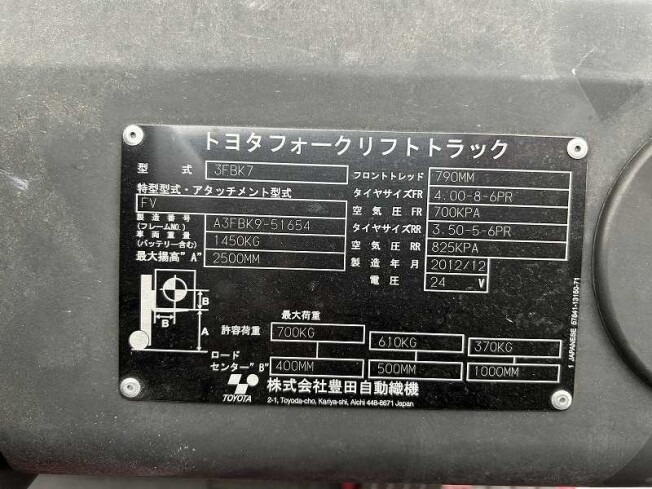 トヨタフォークリフトトラック
型式 3FBK7 フロントトレッド 790MM
特型型式・アタッチメント型式 タイヤサイズFR 4.00-8-6PR
FV 空気圧 FR 700KPA
製造番号 (フレームNO.) A3FBK9-51654 タイヤサイズRR 3.50-5-6PR
車両重量 (バッテリー含む) 1450KG 空気圧 RR 825KPA
最大揚高"A" 2500MM 製造年月 2012/12
電圧 24 V
B
B
A
最大荷重
許容荷重 700KG 610KG 370KG
ロード
センター"B" 400MM 500MM 1000MM
TOYOTA 株式会社豊田自動織機
2-1, Toyoda-cho, Kariya-shi, Aichi 448-8671 Japan
1 JAPANESE 57641-13160-71